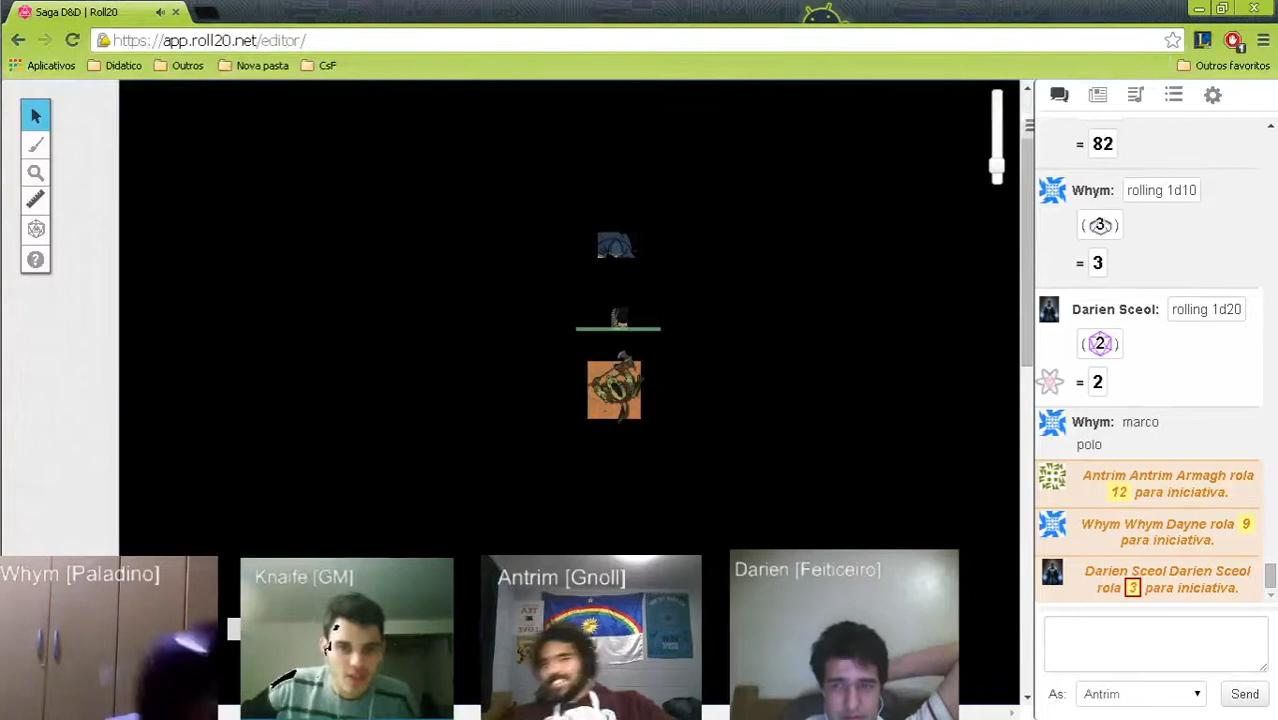 Saga D&D | Roll20
https://app.roll20.net/editor/
Aplicativos
Didatico
Outros
Nova pasta
CsF
Outros favoritos
= 82
Whym: rolling 1d10
( 3 )
= 3
Darien Sceol: rolling 1d20
( 2 )
= 2
Whym: marco
polo
Antrim Antrim Armagh rola
12 para iniciativa.
Whym Whym Dayne rola 9
para iniciativa.
Darien Sceol Darien Sceol
rola 3 para iniciativa.
As: Antrim
Send
Whym [Paladino]
Knaife [GM]
Antrim [Gnoll]
Darien [Feiticeiro]